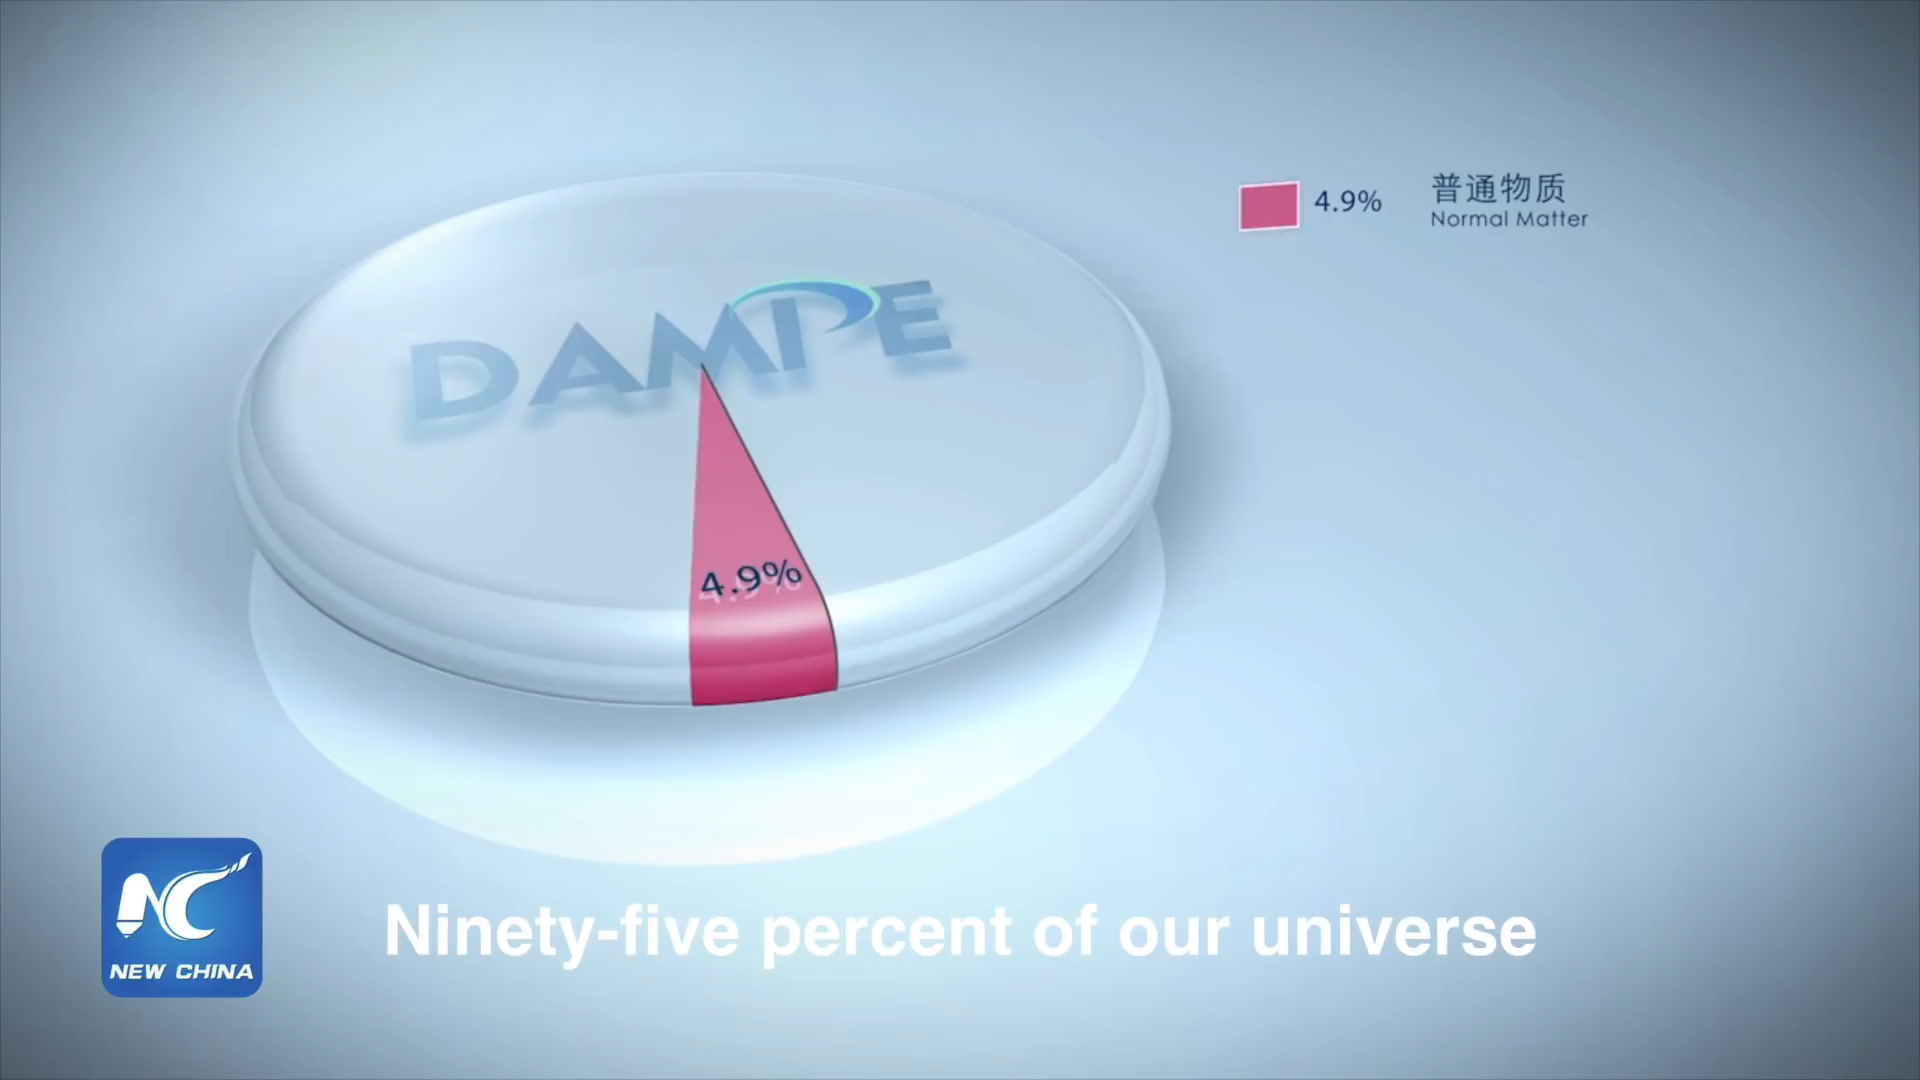 普通物质
4.9%
Normal Matter
DAMPE
4.9%
NEW CHINA
Ninety-five percent of our universe